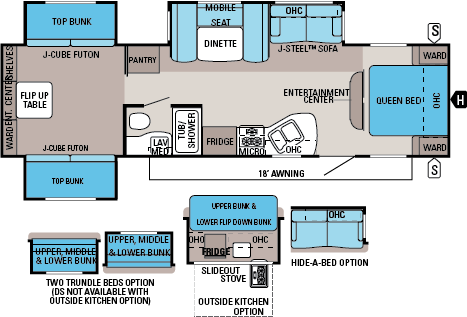 TOP BUNK
MOBILE
SEAT
DINETTE
OHC
J-STEEL™ SOFA
S
J-CUBE FUTON
PANTRY
WARD
ENT. CENTER
SHELVES
WARD
FLIP UP
TABLE
ENTERTAINMENT
CENTER
QUEEN BED
OHC
H
J-CUBE FUTON
LAV
MED
TUB/
SHOWER
FRIDGE
MICRO
OHC
WARD
S
TOP BUNK
18' AWNING
UPPER BUNK &
LOWER FLIP DOWN BUNK
OHC
OHC
FRIDGE
SLIDEOUT
STOVE
OUTSIDE KITCHEN
OPTION
OHC
HIDE-A-BED OPTION
UPPER, MIDDLE
& LOWER BUNK
UPPER, MIDDLE
& LOWER BUNK
TWO TRUNDLE BEDS OPTION
(DS NOT AVAILABLE WITH
OUTSIDE KITCHEN OPTION)